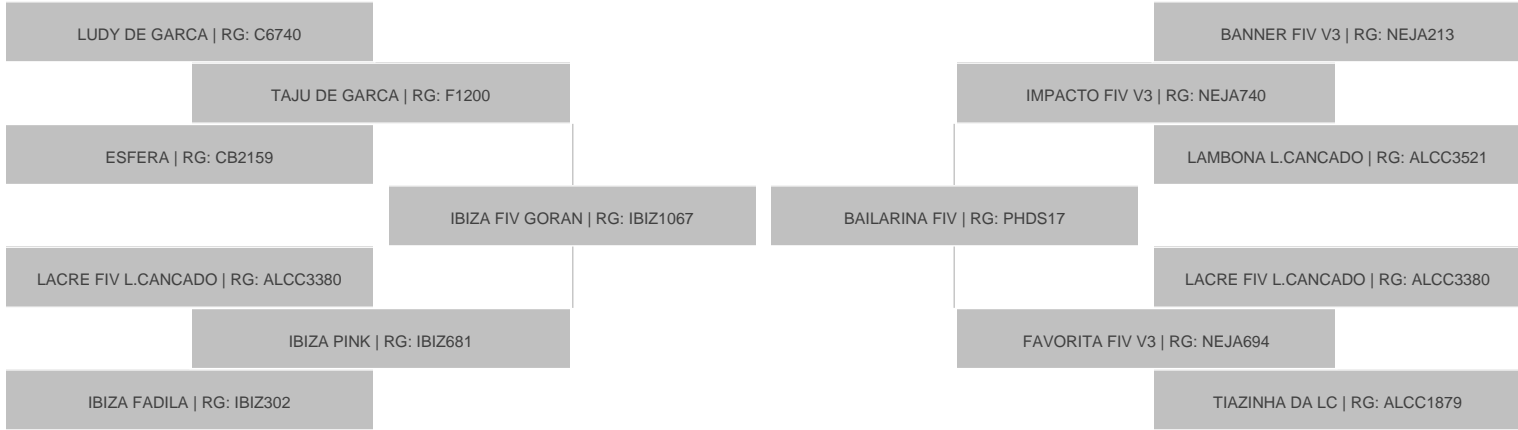 LUDY DE GARCA | RG: C6740
BANNER FIV V3 | RG: NEJA213
TAJU DE GARCA | RG: F1200
IMPACTO FIV V3 | RG: NEJA740
ESFERA | RG: CB2159
LAMBONA L.CANCADO | RG: ALCC3521
IBIZA FIV GORAN | RG: IBIZ1067
BAILARINA FIV | RG: PHDS17
LACRE FIV L.CANCADO | RG: ALCC3380
LACRE FIV L.CANCADO | RG: ALCC3380
IBIZA PINK | RG: IBIZ681
FAVORITA FIV V3 | RG: NEJA694
IBIZA FADILA | RG: IBIZ302
TIAZINHA DA LC | RG: ALCC1879